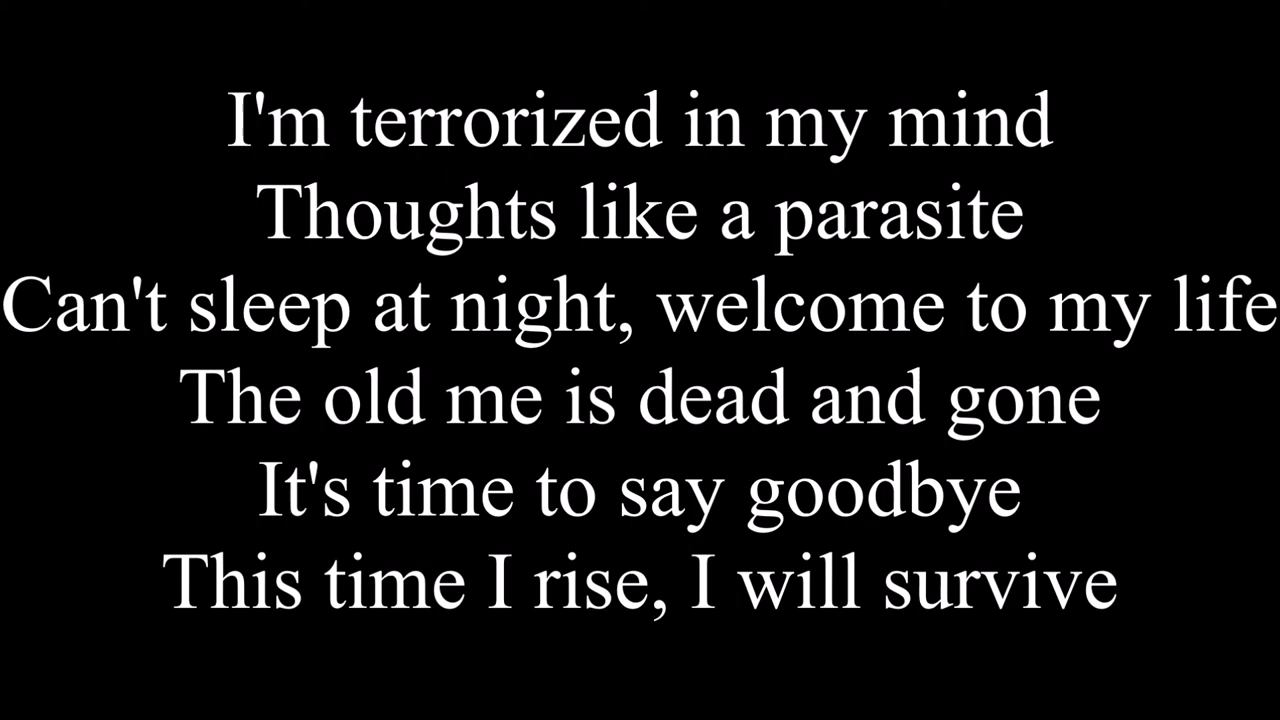 I'm terrorized in my mind
Thoughts like a parasite
Can't sleep at night, welcome to my life
The old me is dead and gone
It's time to say goodbye
This time I rise, I will survive